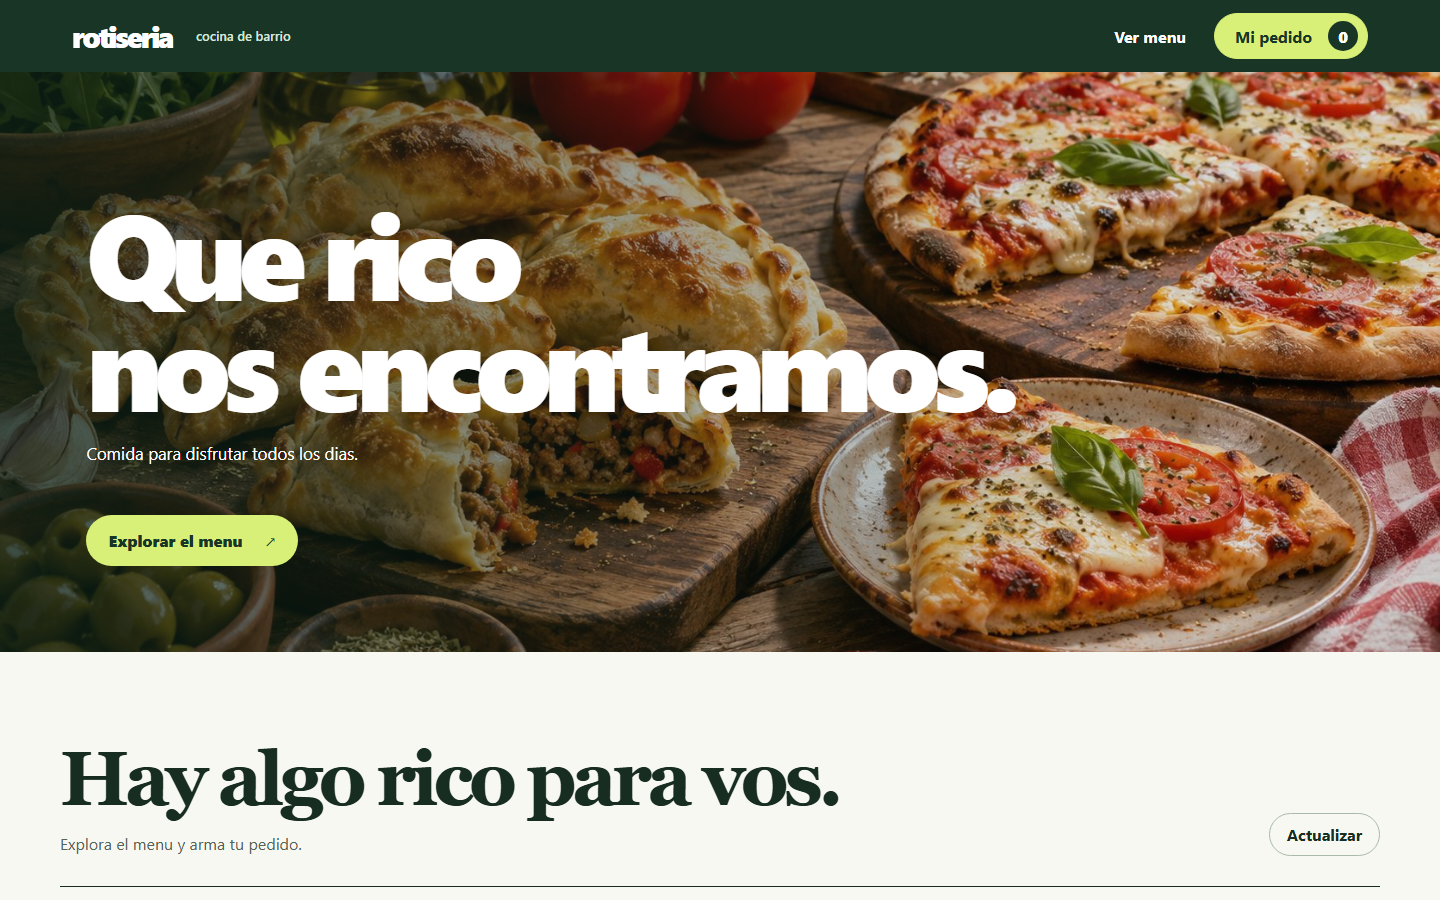 rotiseria
cocina de barrio
Ver menu
Mi pedido 0
Que rico
nos encontramos.
Comida para disfrutar todos los dias.
Explorar el menu ↗
Hay algo rico para vos.
Explora el menu y arma tu pedido.
Actualizar